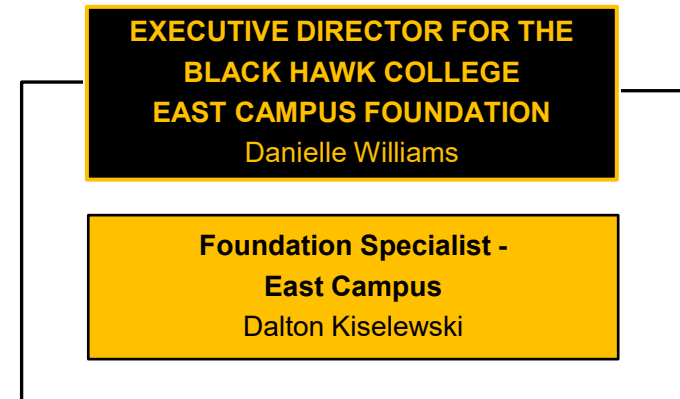 EXECUTIVE DIRECTOR FOR THE
BLACK HAWK COLLEGE
EAST CAMPUS FOUNDATION
Danielle Williams
Foundation Specialist -
East Campus
Dalton Kiselewski